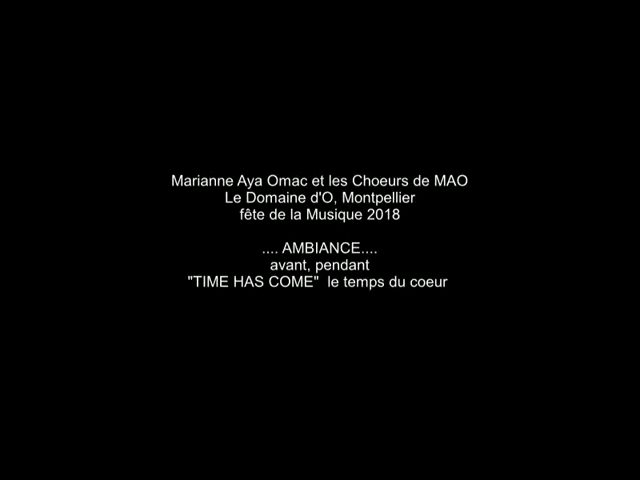 Marianne Aya Omac et les Choeurs de MAO
Le Domaine d'O, Montpellier
fête de la Musique 2018
.... AMBIANCE....
avant, pendant
"TIME HAS COME"  le temps du coeur